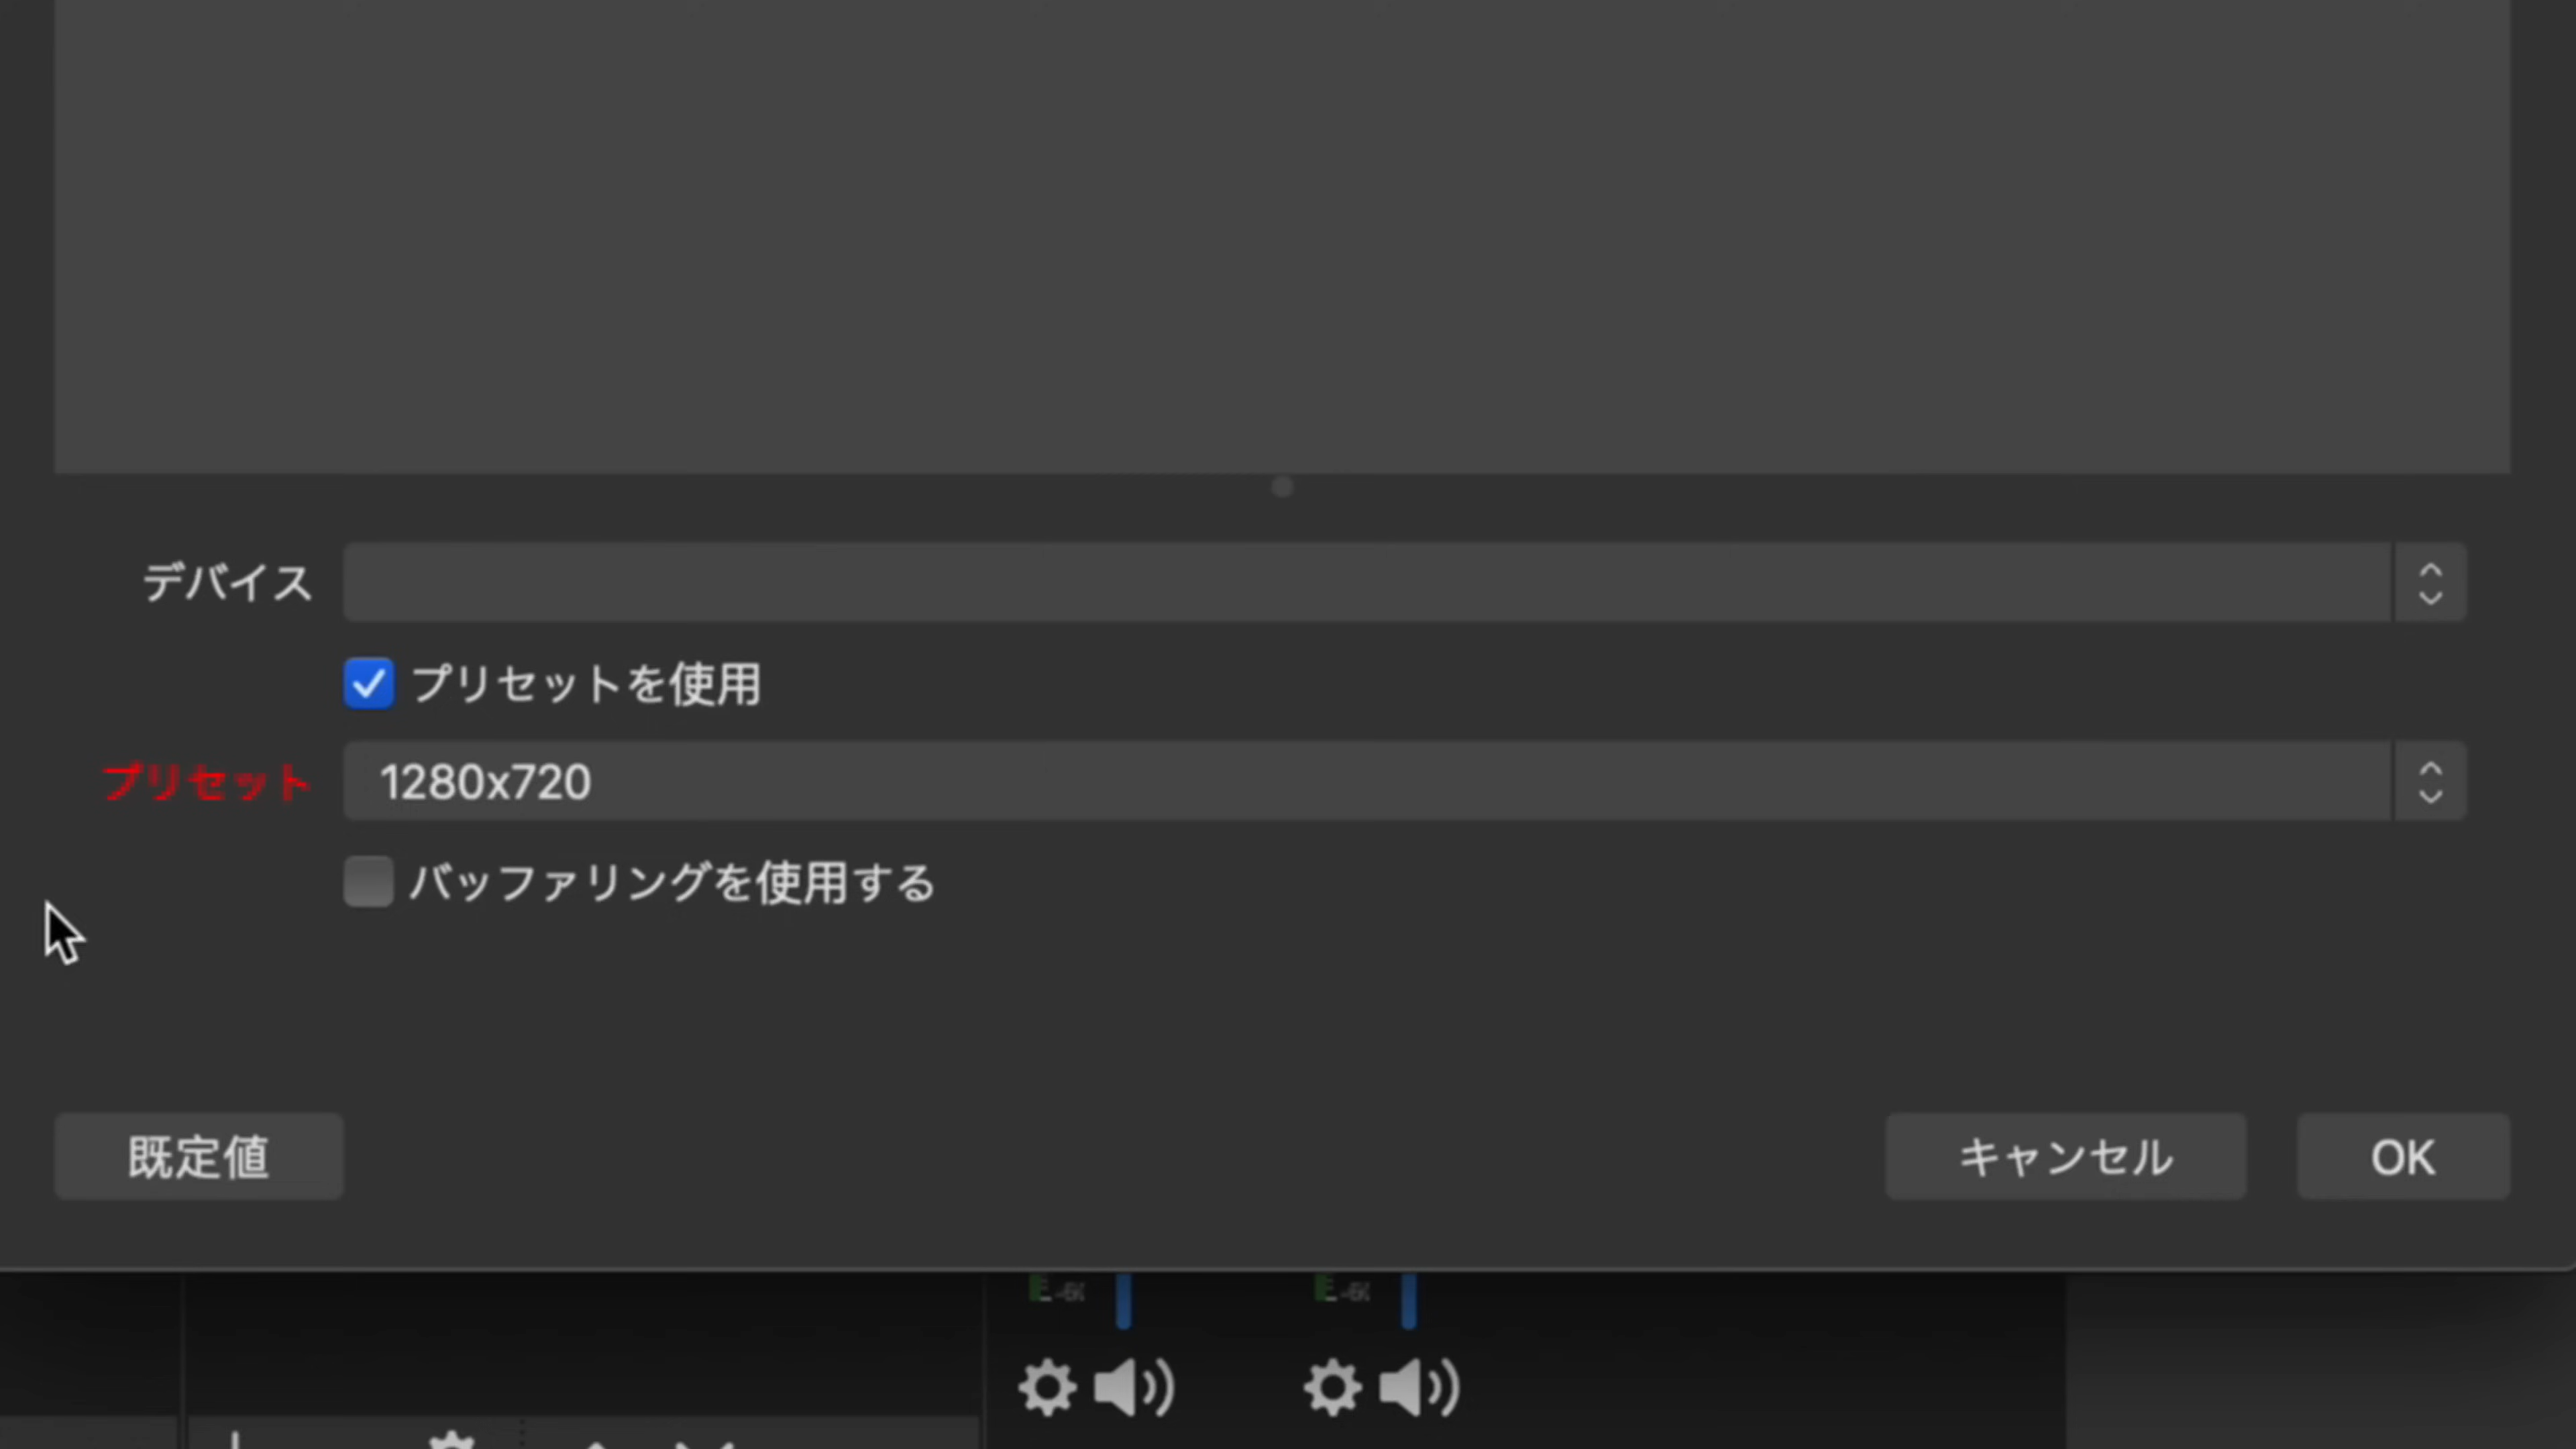 デバイス
プリセットを使用
プリセット 1280x720
バッファリングを使用する
既定値 キャンセル OK
-60 -60